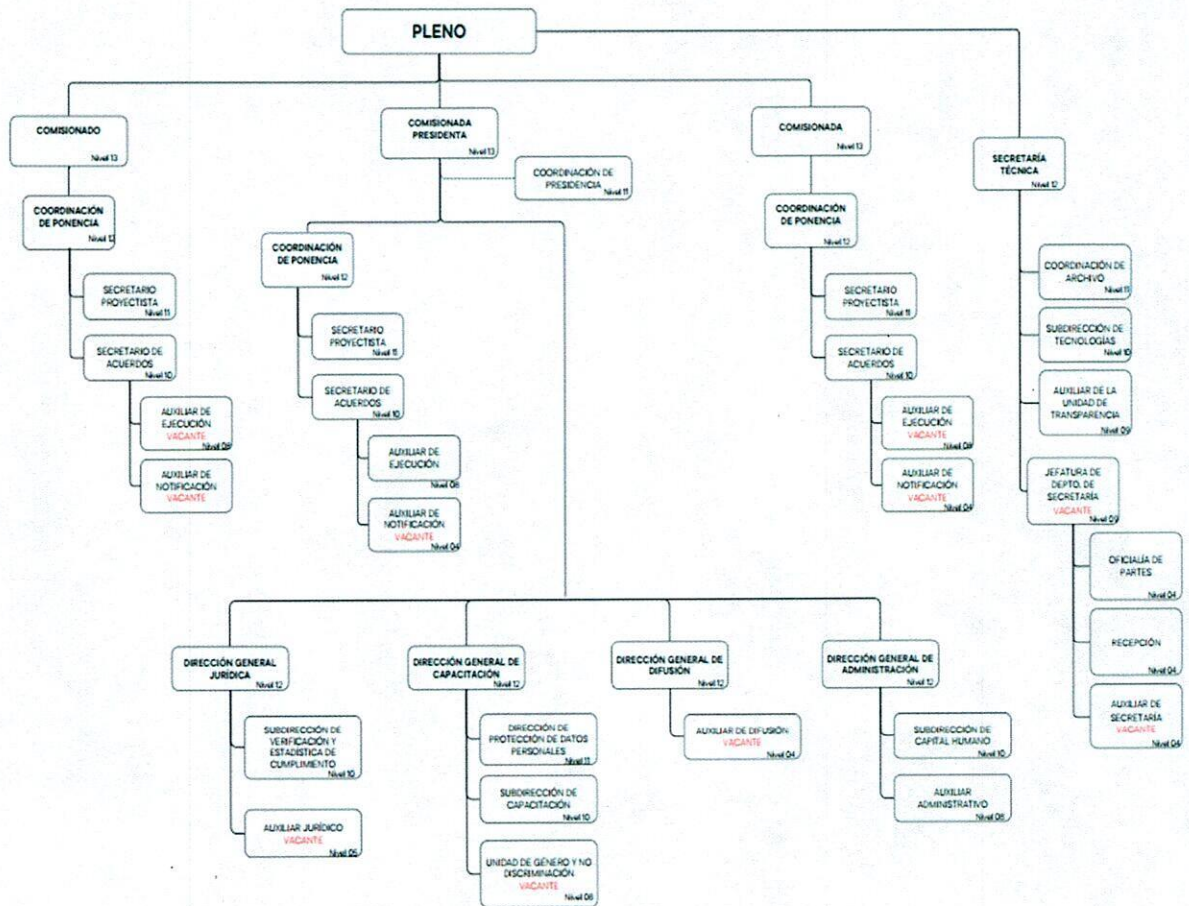 PLENO
COMISIONADO
Nivel 13
COORDINACIÓN
DE PONENCIA
Nivel 12
SECRETARIO
PROYECTISTA
Nivel 11
SECRETARIO DE
ACUERDOS
Nivel 10
AUXILIAR DE
EJECUCIÓN
VACANTE
Nivel 08
AUXILIAR DE
NOTIFICACIÓN
VACANTE
COMISIONADA
PRESIDENTA
Nivel 13
COORDINACIÓN DE
PRESIDENCIA
Nivel 11
COORDINACIÓN
DE PONENCIA
Nivel 12
SECRETARIO
PROYECTISTA
Nivel 11
SECRETARIO DE
ACUERDOS
Nivel 10
AUXILIAR DE
EJECUCIÓN
Nivel 08
AUXILIAR DE
NOTIFICACIÓN
VACANTE
Nivel 04
COMISIONADA
Nivel 13
COORDINACIÓN
DE PONENCIA
Nivel 12
SECRETARIO
PROYECTISTA
Nivel 11
SECRETARIO DE
ACUERDOS
Nivel 10
AUXILIAR DE
EJECUCIÓN
VACANTE
Nivel 08
AUXILIAR DE
NOTIFICACIÓN
VACANTE
Nivel 04
SECRETARÍA
TÉCNICA
Nivel 12
COORDINACIÓN DE
ARCHIVO
Nivel 11
SUBDIRECCIÓN DE
TECNOLOGÍAS
Nivel 10
AUXILIAR DE LA
UNIDAD DE
TRANSPARENCIA
Nivel 09
JEFATURA DE
DEPTO. DE
SECRETARÍA
VACANTE
Nivel 09
OFICIALÍA DE
PARTES
Nivel 04
RECEPCIÓN
Nivel 04
AUXILIAR DE
SECRETARÍA
VACANTE
Nivel 04
DIRECCIÓN GENERAL
JURÍDICA
Nivel 12
SUBDIRECCIÓN DE
VERIFICACIÓN Y
ESTADÍSTICA DE
CUMPLIMIENTO
Nivel 10
AUXILIAR JURÍDICO
VACANTE
Nivel 05
DIRECCIÓN GENERAL DE
CAPACITACIÓN
Nivel 12
DIRECCIÓN DE
PROTECCIÓN DE DATOS
PERSONALES
Nivel 11
SUBDIRECCIÓN DE
CAPACITACIÓN
Nivel 10
UNIDAD DE GÉNERO Y NO
DISCRIMINACIÓN
VACANTE
Nivel 08
DIRECCIÓN GENERAL DE
DIFUSIÓN
Nivel 12
AUXILIAR DE DIFUSIÓN
VACANTE
Nivel 04
DIRECCIÓN GENERAL DE
ADMINISTRACIÓN
Nivel 12
SUBDIRECCIÓN DE
CAPITAL HUMANO
Nivel 10
AUXILIAR
ADMINISTRATIVO
Nivel 08